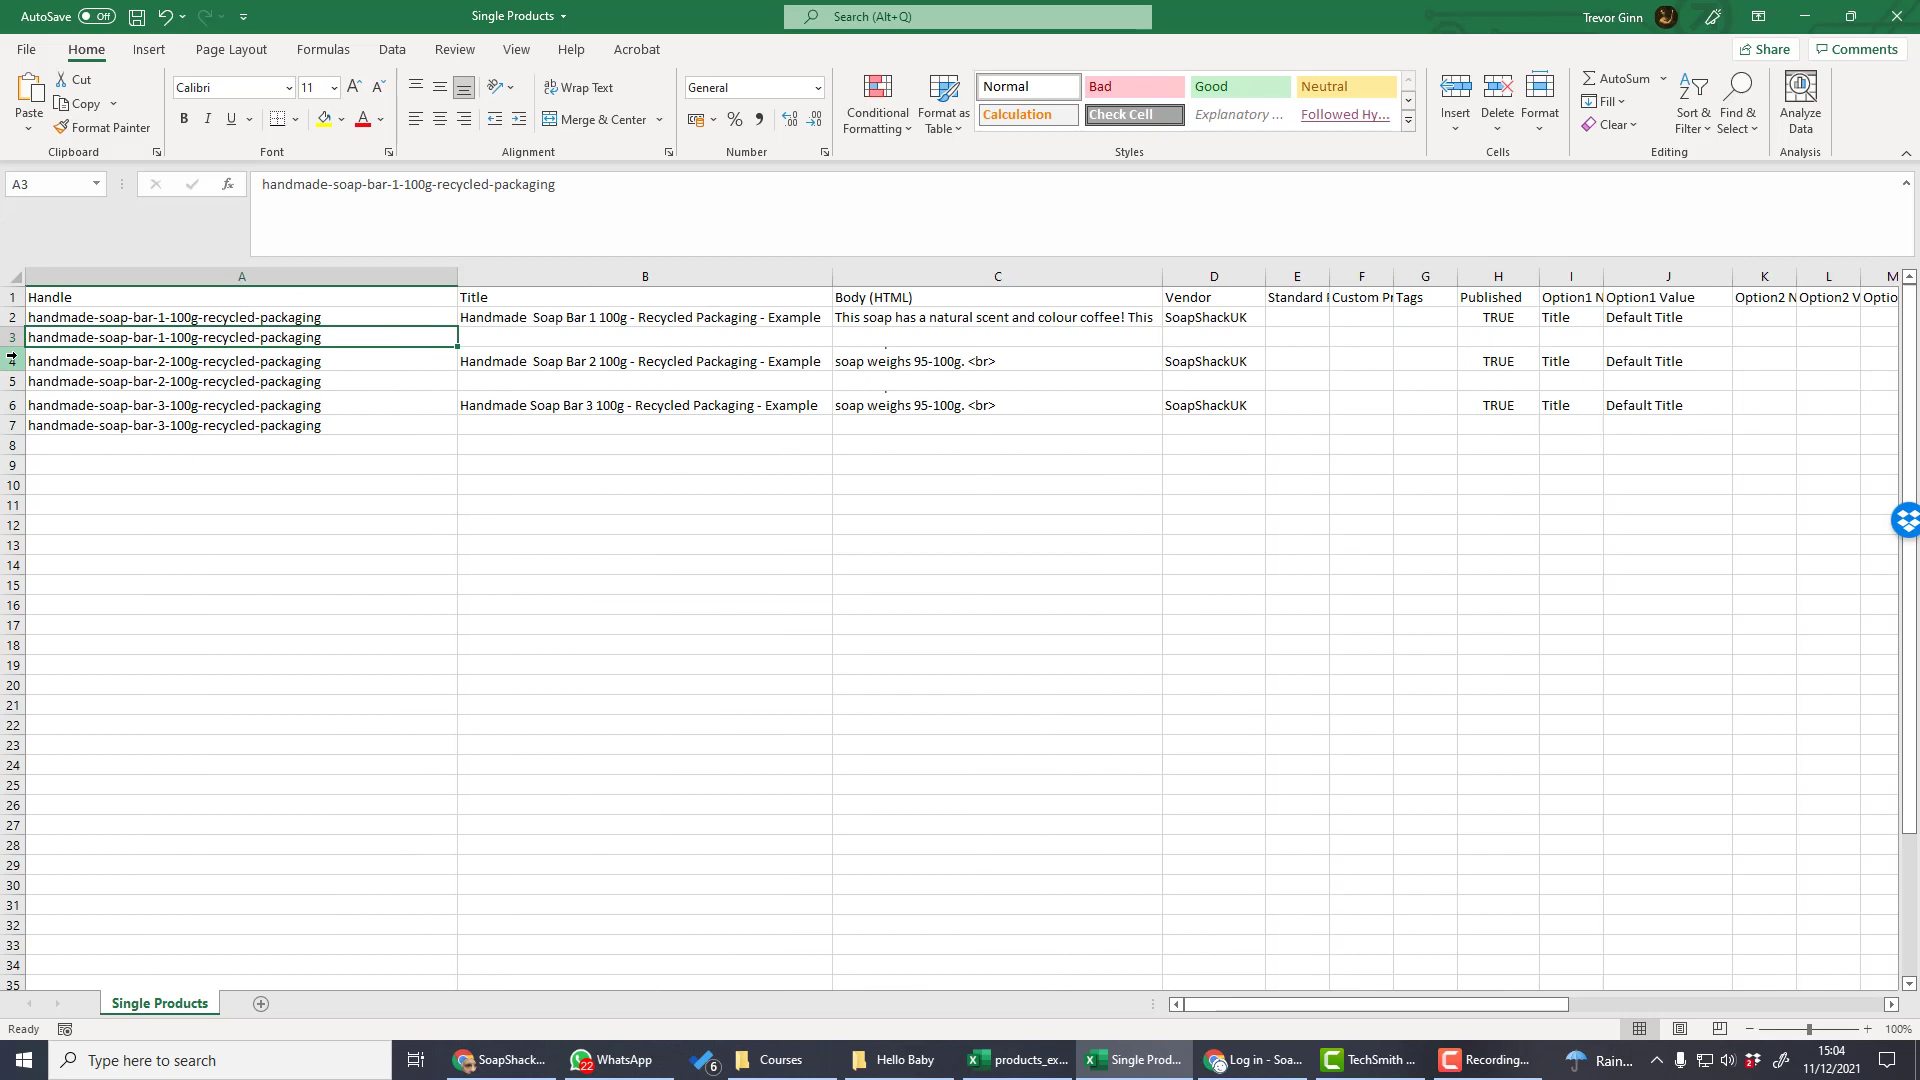 AutoSave Off Single Products Search (Alt+Q) Trevor Ginn
File Home Insert Page Layout Formulas Data Review View Help Acrobat Share Comments
Paste Cut Copy Format Painter
Calibri 11 Wrap Text Merge & Center General
Conditional Formatting Format as Table
Normal Bad Good Neutral
Calculation Check Cell Explanatory ... Followed Hy...
Insert Delete Format AutoSum Fill Clear Sort & Filter Find & Select Analyze Data
Clipboard Font Alignment Number Styles Cells Editing Analysis
A3 fx handmade-soap-bar-1-100g-recycled-packaging
A B C D E F G H I J K L M
1 Handle Title Body (HTML) Vendor Standard Custom Pr Tags Published Option1 N Option1 Value Option2 N Option2 V Optio
2 handmade-soap-bar-1-100g-recycled-packaging Handmade  Soap Bar 1 100g - Recycled Packaging - Example This soap has a natural scent and colour coffee! This SoapShackUK TRUE Title Default Title
3 handmade-soap-bar-1-100g-recycled-packaging
4 handmade-soap-bar-2-100g-recycled-packaging Handmade  Soap Bar 2 100g - Recycled Packaging - Example soap weighs 95-100g. <br> SoapShackUK TRUE Title Default Title
5 handmade-soap-bar-2-100g-recycled-packaging
6 handmade-soap-bar-3-100g-recycled-packaging Handmade Soap Bar 3 100g - Recycled Packaging - Example soap weighs 95-100g. <br> SoapShackUK TRUE Title Default Title
7 handmade-soap-bar-3-100g-recycled-packaging
8
9
10
11
12
13
14
15
16
17
18
19
20
21
22
23
24
25
26
27
28
29
30
31
32
33
34
35
Single Products
Ready 100%
Type here to search SoapShack... 22 WhatsApp 6 Courses Hello Baby products_ex... Single Prod... Log in - Soa... TechSmith ... Recording... Rain... 15:04
11/12/2021